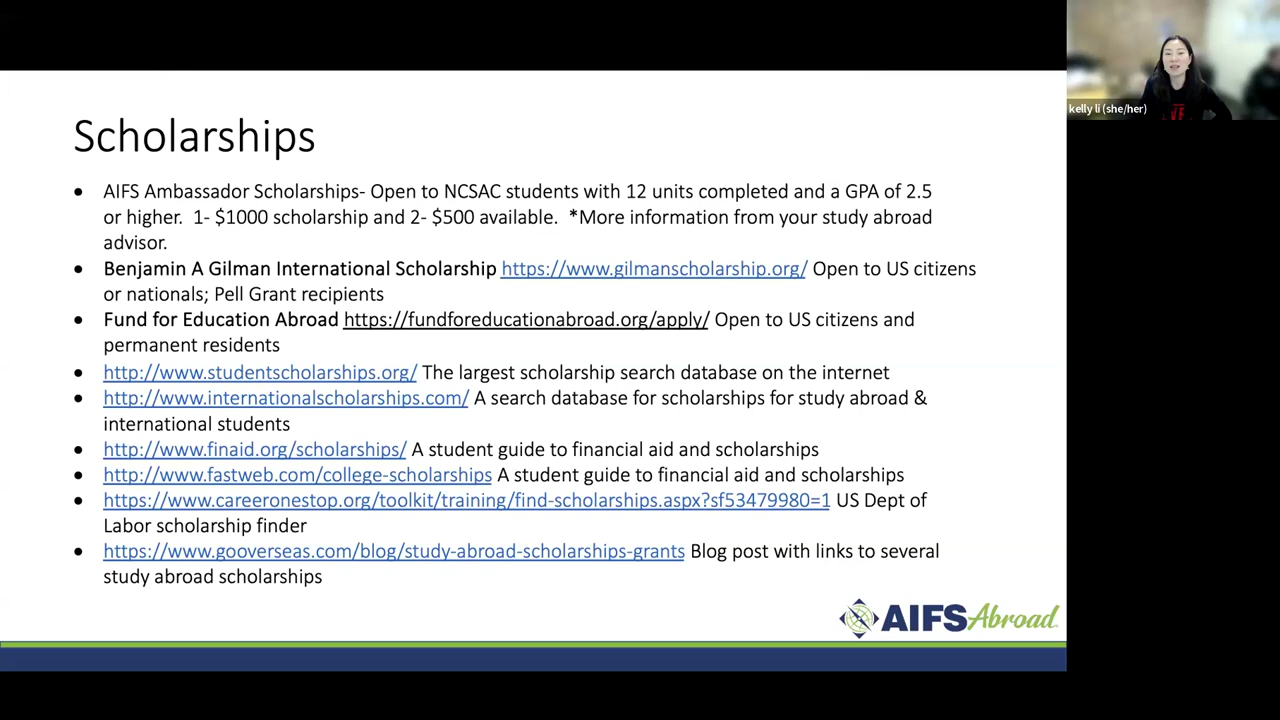 kelly li (she/her)
Scholarships
• AIFS Ambassador Scholarships- Open to NCSAC students with 12 units completed and a GPA of 2.5
or higher. 1- $1000 scholarship and 2- $500 available. *More information from your study abroad
advisor.
• Benjamin A Gilman International Scholarship https://www.gilmanscholarship.org/ Open to US citizens
or nationals; Pell Grant recipients
• Fund for Education Abroad https://fundforeducationabroad.org/apply/ Open to US citizens and
permanent residents
• http://www.studentscholarships.org/ The largest scholarship search database on the internet
• http://www.internationalscholarships.com/ A search database for scholarships for study abroad &
international students
• http://www.finaid.org/scholarships/ A student guide to financial aid and scholarships
• http://www.fastweb.com/college-scholarships A student guide to financial aid and scholarships
• https://www.careeronestop.org/toolkit/training/find-scholarships.aspx?sf53479980=1 US Dept of
Labor scholarship finder
• https://www.gooverseas.com/blog/study-abroad-scholarships-grants Blog post with links to several
study abroad scholarships
AIFS Abroad